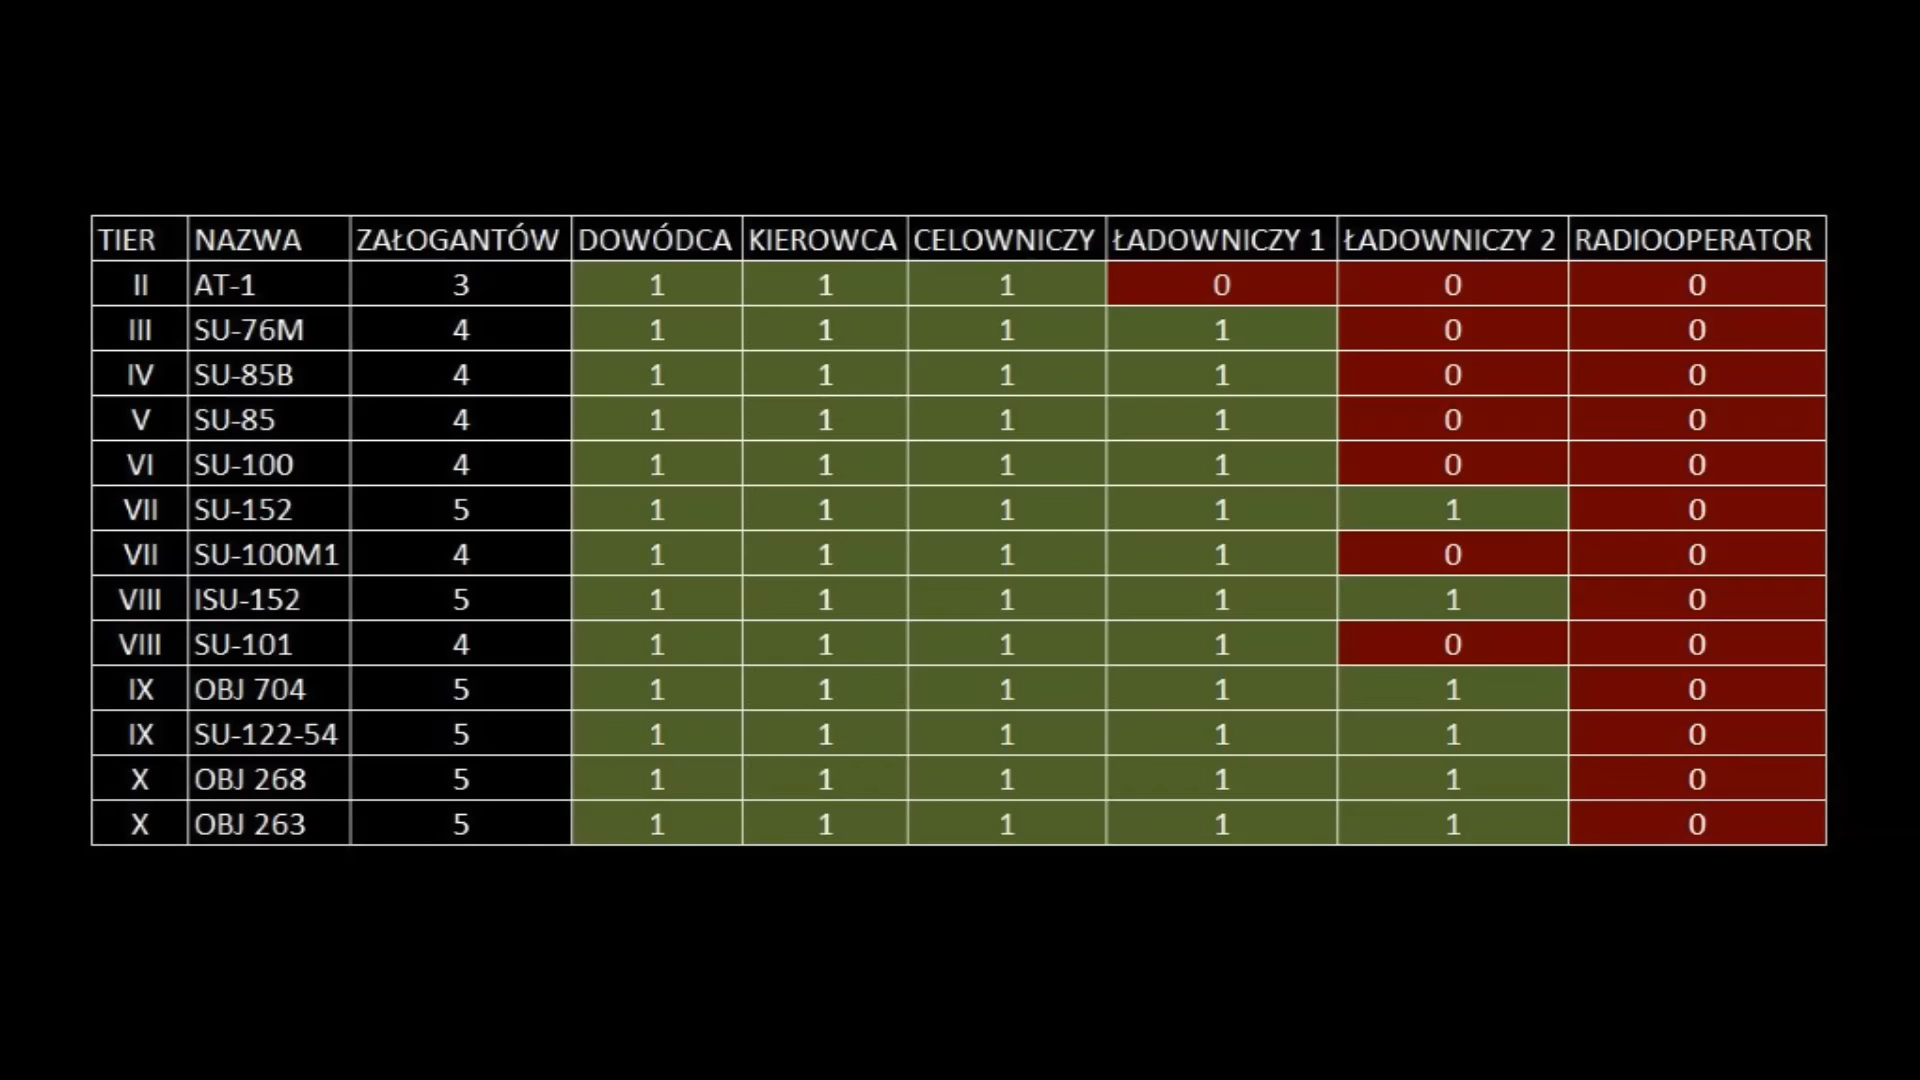 TIER NAZWA ZAŁOGANTÓW DOWÓDCA KIEROWCA CELOWNICZY ŁADOWNICZY 1 ŁADOWNICZY 2 RADIOOPERATOR
II AT-1 3 1 1 1 0 0 0
III SU-76M 4 1 1 1 1 0 0
IV SU-85B 4 1 1 1 1 0 0
V SU-85 4 1 1 1 1 0 0
VI SU-100 4 1 1 1 1 0 0
VII SU-152 5 1 1 1 1 1 0
VII SU-100M1 4 1 1 1 1 0 0
VIII ISU-152 5 1 1 1 1 1 0
VIII SU-101 4 1 1 1 1 0 0
IX OBJ 704 5 1 1 1 1 1 0
IX SU-122-54 5 1 1 1 1 1 0
X OBJ 268 5 1 1 1 1 1 0
X OBJ 263 5 1 1 1 1 1 0